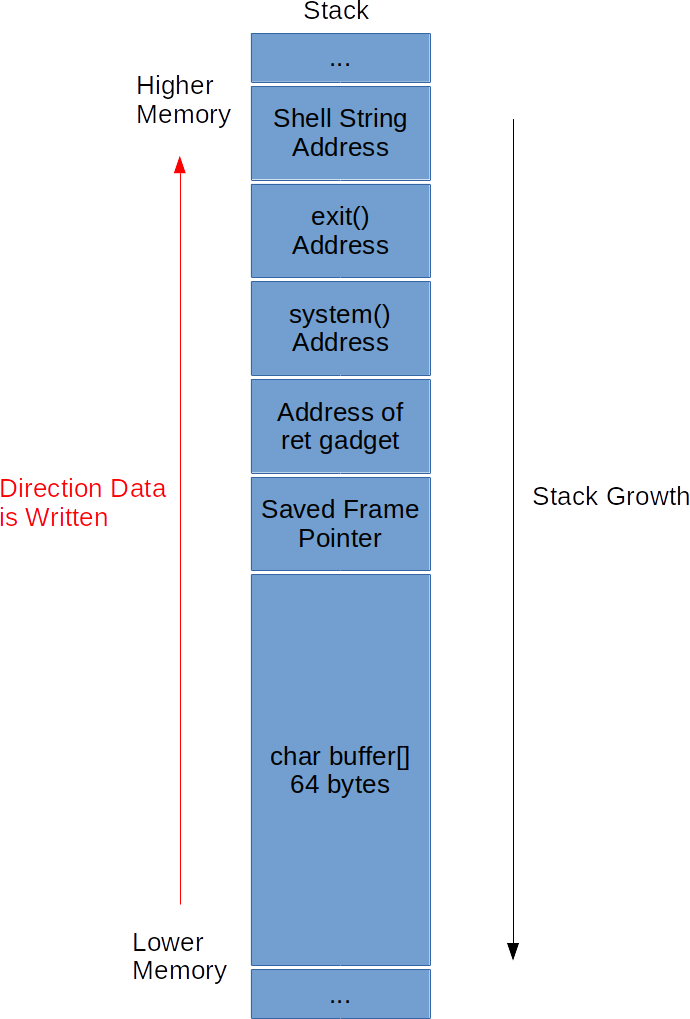 Stack
...
Higher
Memory
Shell String
Address
exit()
Address
system()
Address
Address of
ret gadget
Direction Data
is Written
Saved Frame
Pointer
Stack Growth
char buffer[]
64 bytes
Lower
Memory
...